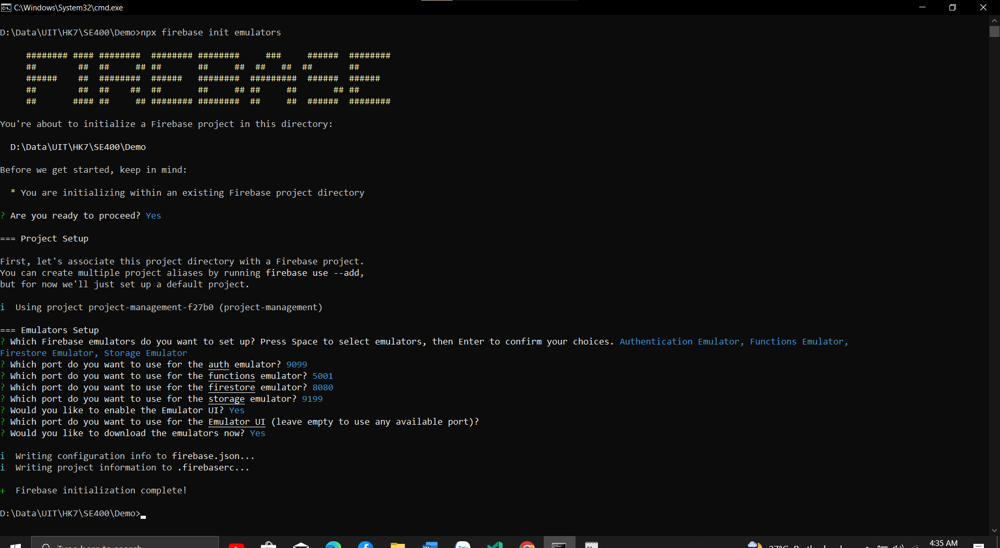 C:\Windows\System32\cmd.exe
D:\Data\UIT\HK7\SE400\Demo>npx firebase init emulators
######## #### ########  ######## ########     ###     ######  ########
##        ##  ##     ## ##       ##     ##  ##   ##  ##       ##
######    ##  ########  ######   ########  #########  ######  ######
##        ##  ##    ##  ##       ##     ## ##     ##       ## ##
##       #### ##     ## ######## ########  ##     ##  ######  ########
You're about to initialize a Firebase project in this directory:
D:\Data\UIT\HK7\SE400\Demo
Before we get started, keep in mind:
* You are initializing within an existing Firebase project directory
? Are you ready to proceed? Yes
=== Project Setup
First, let's associate this project directory with a Firebase project.
You can create multiple project aliases by running firebase use --add,
but for now we'll just set up a default project.
i  Using project project-management-f27b0 (project-management)
=== Emulators Setup
? Which Firebase emulators do you want to set up? Press Space to select emulators, then Enter to confirm your choices. Authentication Emulator, Functions Emulator,
Firestore Emulator, Storage Emulator
? Which port do you want to use for the auth emulator? 9099
? Which port do you want to use for the functions emulator? 5001
? Which port do you want to use for the firestore emulator? 8080
? Which port do you want to use for the storage emulator? 9199
? Would you like to enable the Emulator UI? Yes
? Which port do you want to use for the Emulator UI (leave empty to use any available port)?
? Would you like to download the emulators now? Yes
i  Writing configuration info to firebase.json...
i  Writing project information to .firebaserc...
+  Firebase initialization complete!
D:\Data\UIT\HK7\SE400\Demo>
Type here to search
27°C
4:35 AM